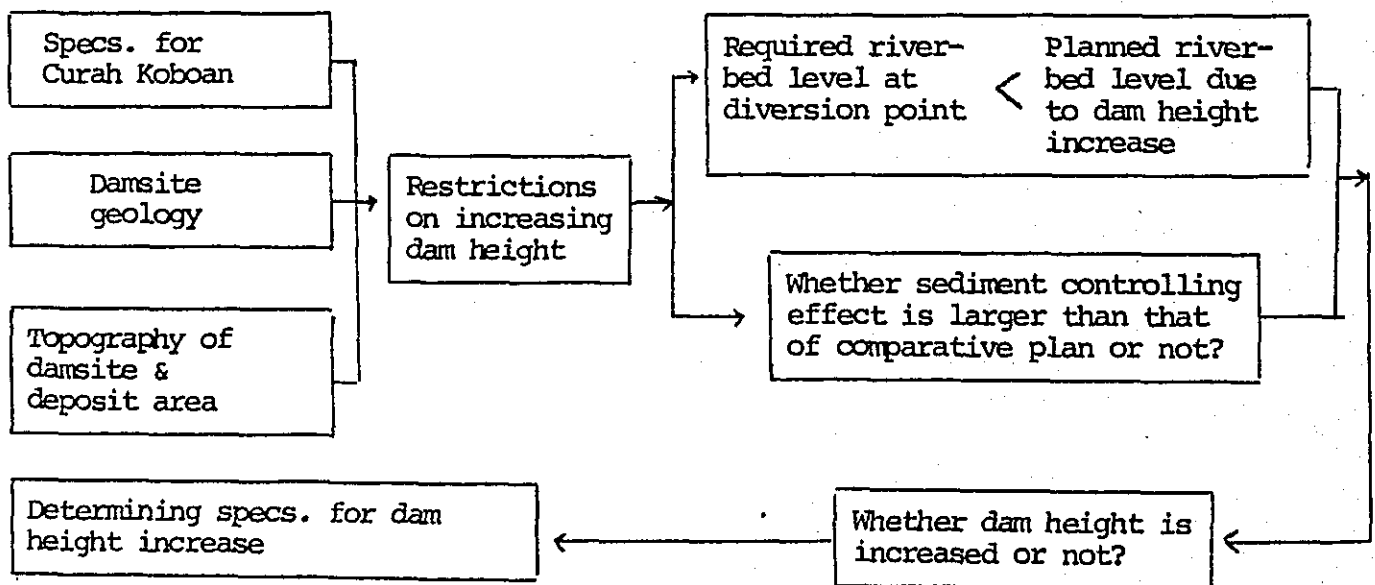 Specs. for
Curah Koboan
Damsite
geology
Topography of
damsite &
deposit area
Restrictions
on increasing
dam height
Required river-
bed level at
diversion point
<
Planned river-
bed level due
to dam height
increase
Whether sediment controlling
effect is larger than that
of comparative plan or not?
Whether dam height is
increased or not?
Determining specs. for dam
height increase